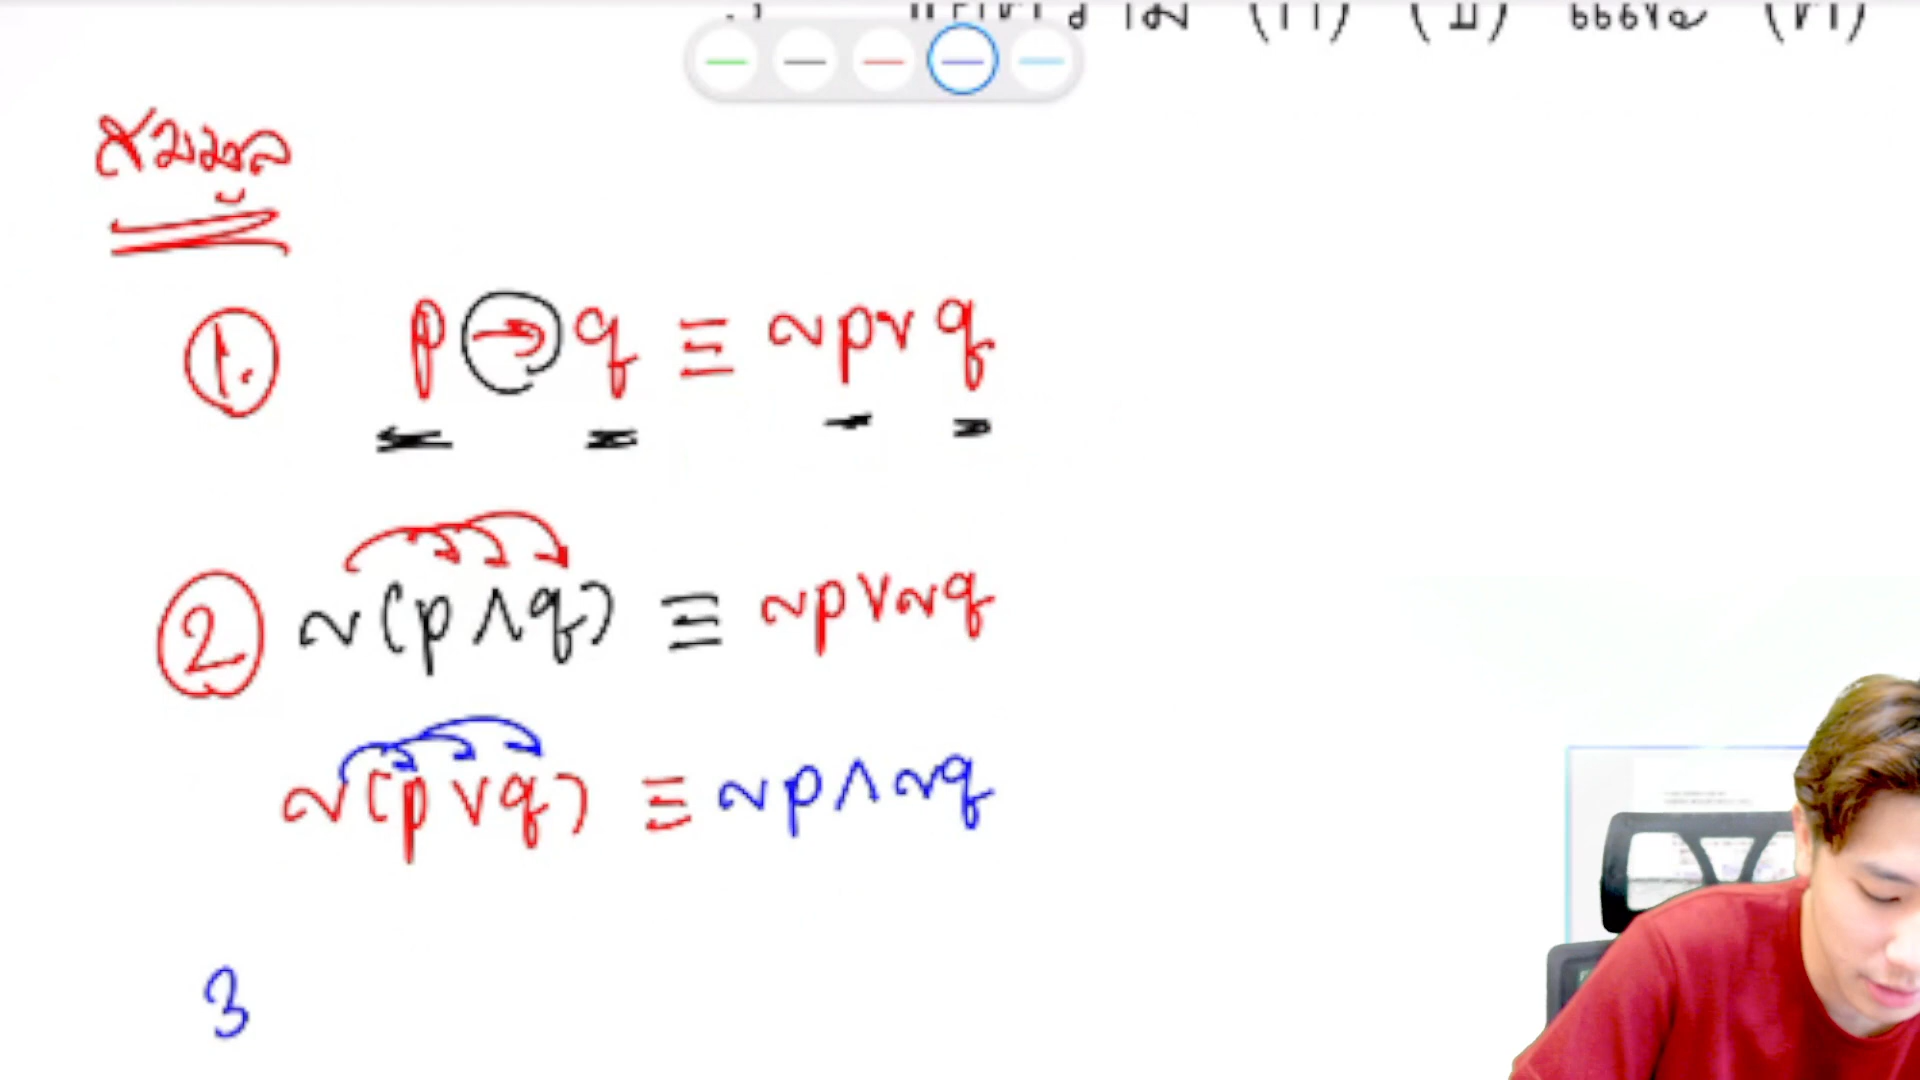 สมมูล
1. p → q ≡ ~p ∨ q
2 ~(p ∧ q) ≡ ~p ∨ ~q
~(p ∨ q) ≡ ~p ∧ ~q
3